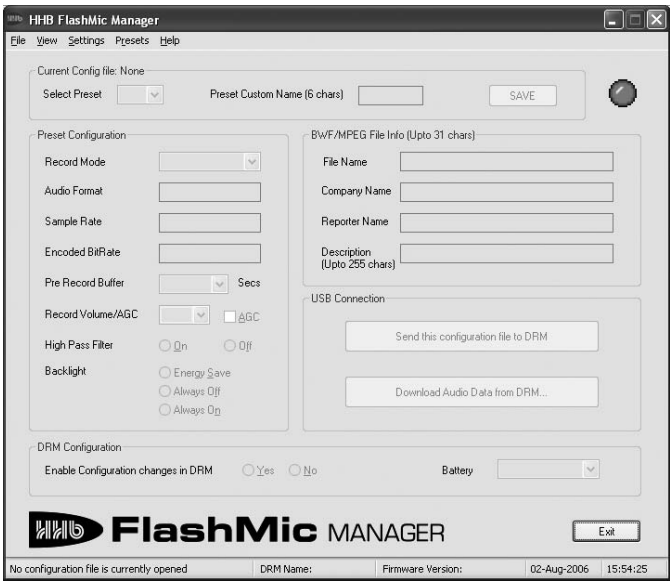 HHB FlashMic Manager
File View Settings Presets Help
Current Config file: None
Select Preset Preset Custom Name (6 chars) SAVE
Preset Configuration
Record Mode
Audio Format
Sample Rate
Encoded BitRate
Pre Record Buffer Secs
Record Volume/AGC AGC
High Pass Filter On Off
Backlight Energy Save
Always Off
Always On
BWF/MPEG File Info (Upto 31 chars)
File Name
Company Name
Reporter Name
Description
(Upto 255 chars)
USB Connection
Send this configuration file to DRM
Download Audio Data from DRM...
DRM Configuration
Enable Configuration changes in DRM Yes No Battery
HHb FlashMic MANAGER Exit
No configuration file is currently opened DRM Name: Firmware Version: 02-Aug-2006 15:54:25